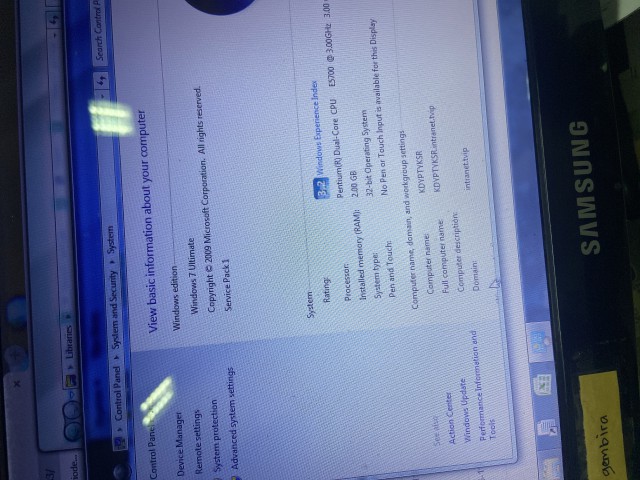 Search Control P
Control Panel ▸ System and Security ▸ System
Libraries
Control Pane
Device Manager
Remote settings
System protection
Advanced system settings
See also
Action Center
Windows Update
Performance Information and
Tools
View basic information about your computer
Windows edition
Windows 7 Ultimate
Copyright © 2009 Microsoft Corporation. All rights reserved.
Service Pack 1
System
Rating: 3,2 Windows Experience Index
Processor: Pentium(R) Dual-Core CPU E5700 @ 3.00GHz 3.00
Installed memory (RAM): 2.00 GB
System type: 32-bit Operating System
Pen and Touch: No Pen or Touch Input is available for this Display
Computer name, domain, and workgroup settings
Computer name: KDYPTYKSR
Full computer name: KDYPTYKSR.intranet.tvip
Computer description:
Domain: intranet.tvip
SAMSUNG
gembira